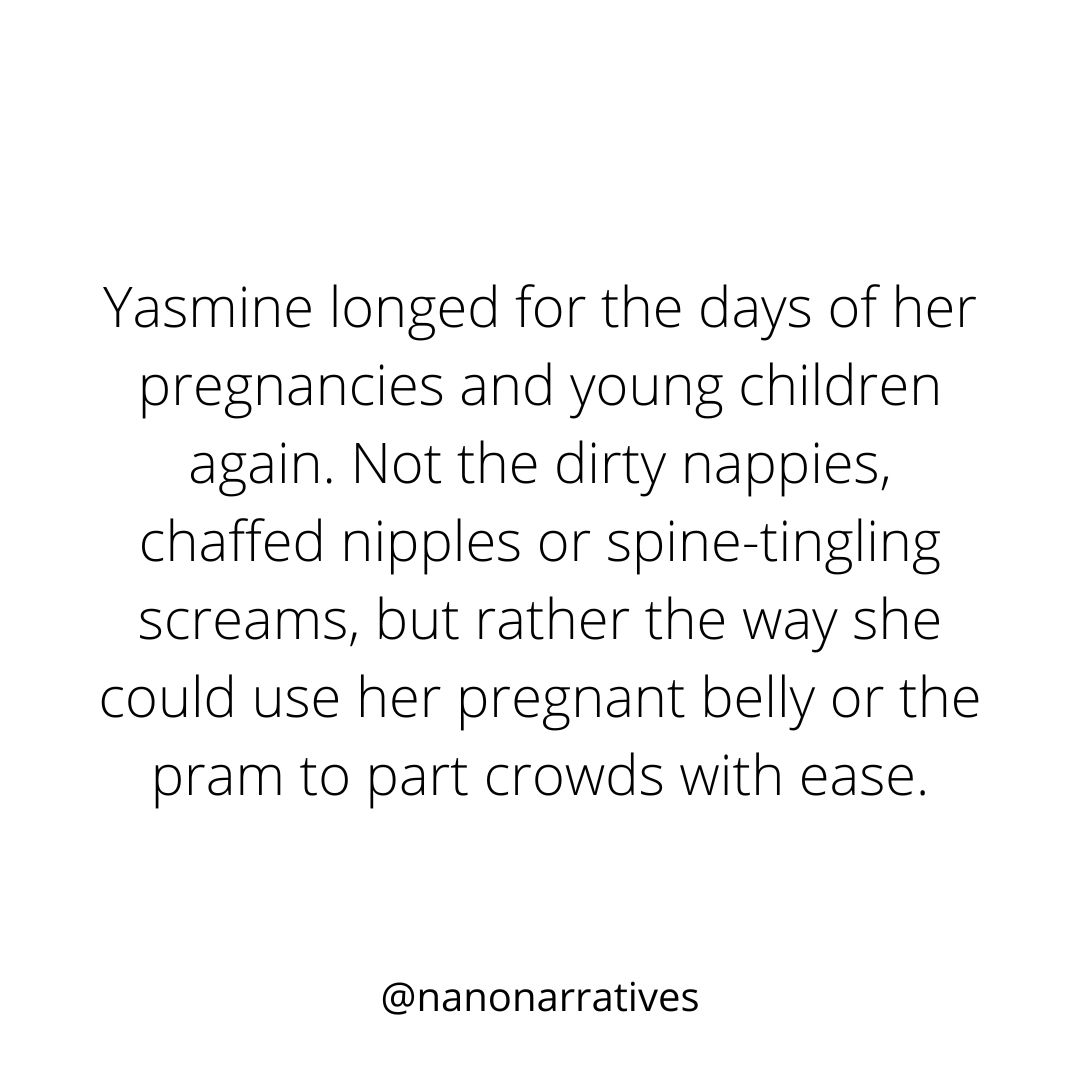 Yasmine longed for the days of her
pregnancies and young children
again. Not the dirty nappies,
chaffed nipples or spine-tingling
screams, but rather the way she
could use her pregnant belly or the
pram to part crowds with ease.
@nanonarratives